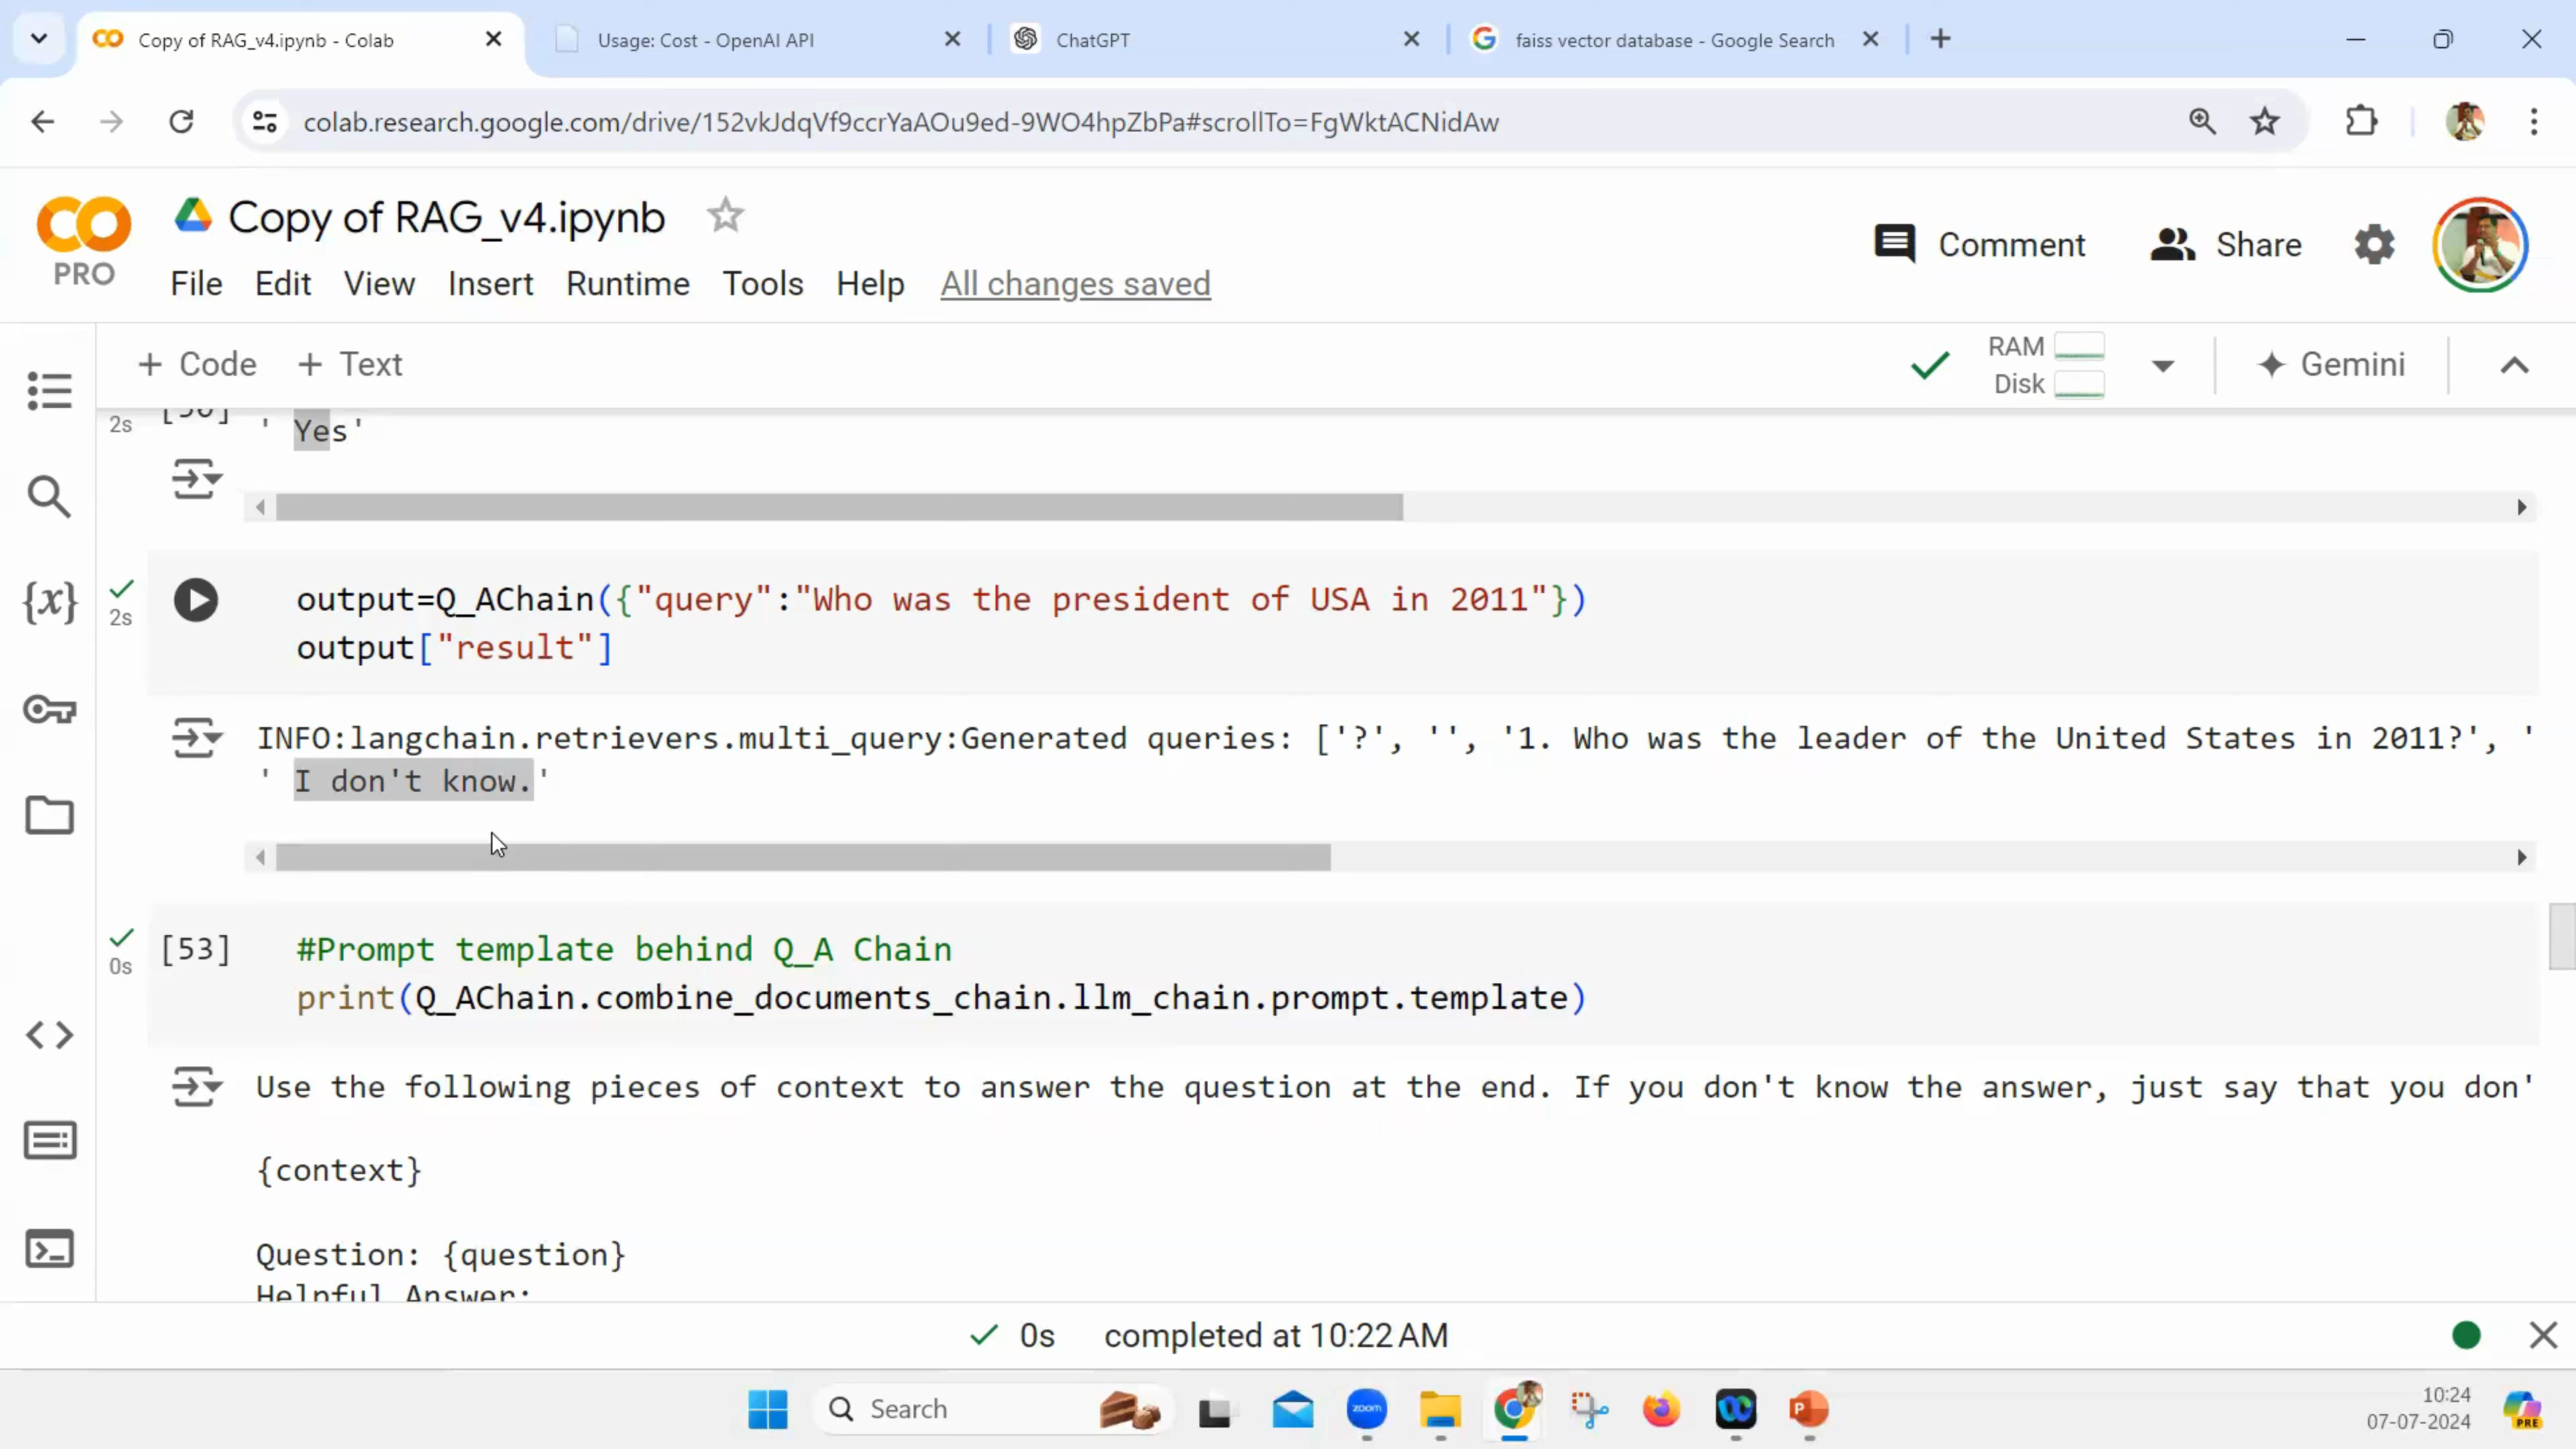 Copy of RAG_v4.ipynb - Colab
Usage: Cost - OpenAI API
ChatGPT
faiss vector database - Google Search
colab.research.google.com/drive/152vkJdqVf9ccrYaAOu9ed-9WO4hpZbPa#scrollTo=FgWktACNidAw
PRO
Copy of RAG_v4.ipynb
Comment
Share
File Edit View Insert Runtime Tools Help All changes saved
+ Code + Text
RAM
Disk
Gemini
2s
' Yes'
2s
output=Q_AChain({"query":"Who was the president of USA in 2011"})
output["result"]
INFO:langchain.retrievers.multi_query:Generated queries: ['?', '', '1. Who was the leader of the United States in 2011?', '
' I don't know.'
0s
[53]
#Prompt template behind Q_A Chain
print(Q_AChain.combine_documents_chain.llm_chain.prompt.template)
Use the following pieces of context to answer the question at the end. If you don't know the answer, just say that you don'
{context}
Question: {question}
Helpful Answer:
0s completed at 10:22 AM
Search
zoom
10:24
07-07-2024
PRE